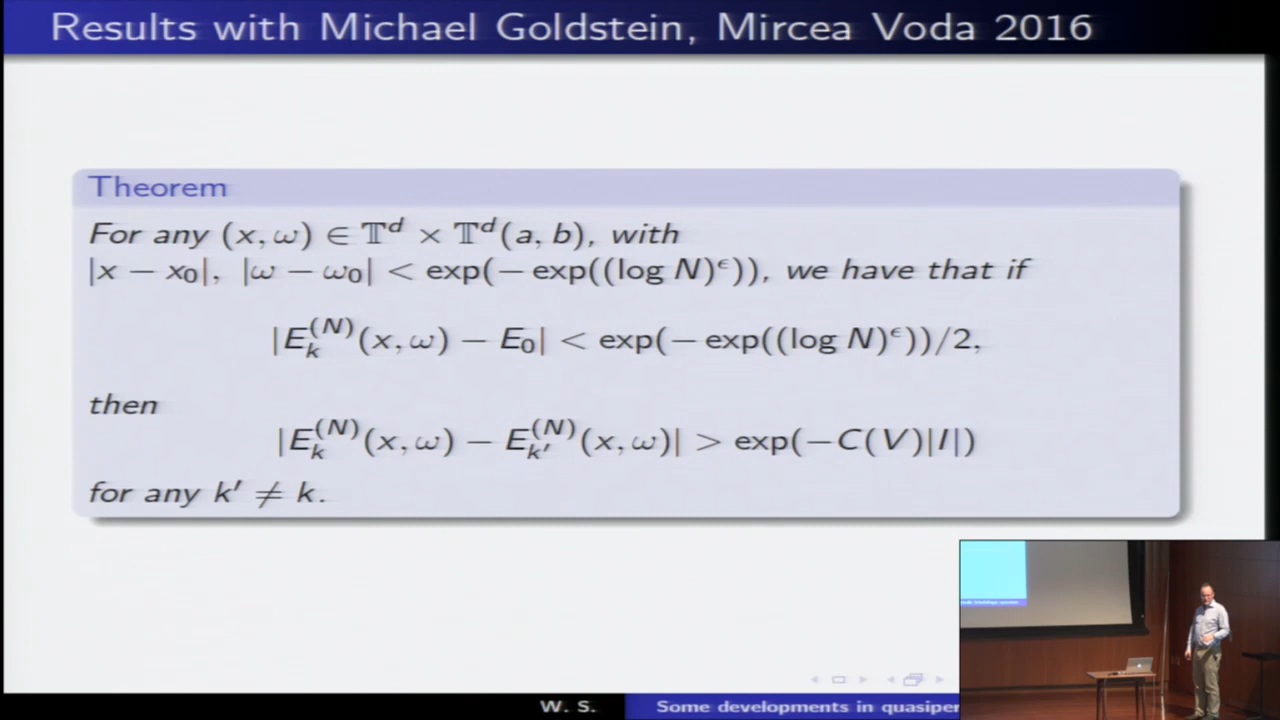 Results with Michael Goldstein, Mircea Voda 2016
Theorem
For any (x, ω) ∈ 𝕋^d × 𝕋^d(a, b), with
|x − x₀|, |ω − ω₀| < exp(− exp((log N)^ϵ)), we have that if
|E_k^{(N)}(x, ω) − E₀| < exp(− exp((log N)^ϵ))/2,
then
|E_k^{(N)}(x, ω) − E_{k′}^{(N)}(x, ω)| > exp(−C(V)|I|)
for any k′ ≠ k.
W. S. Some developments in quasiper